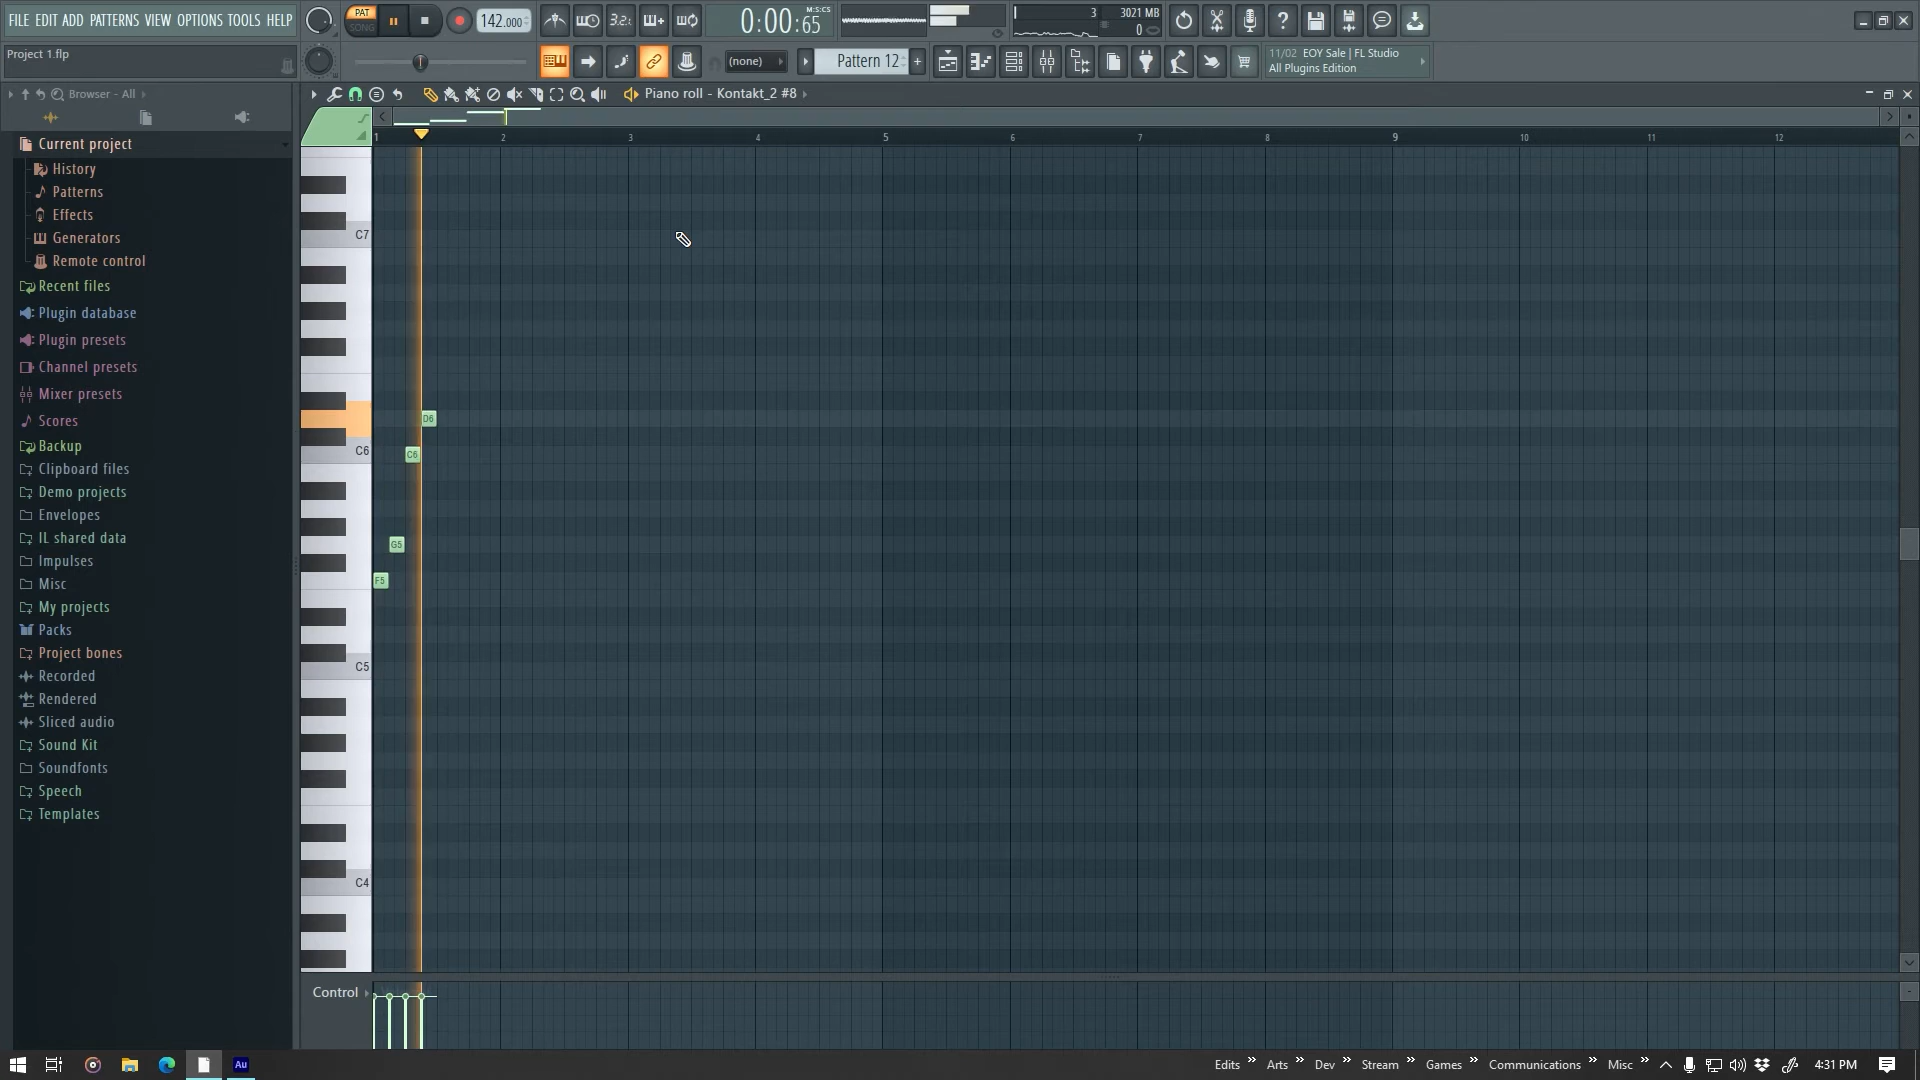 FILE EDIT ADD PATTERNS VIEW OPTIONS TOOLS HELP
PAT
SONG
142.000
3.2:
0:00:65
M:S:CS
3
3021 MB
0
Project 1.flp
(none)
Pattern 12
11/02 EOY Sale | FL Studio
All Plugins Edition
Browser - All
Piano roll - Kontakt_2 #8
1 2 3 4 5 6 7 8 9 10 11 12
Current project
History
Patterns
Effects
Generators
Remote control
Recent files
Plugin database
Plugin presets
Channel presets
Mixer presets
Scores
Backup
Clipboard files
Demo projects
Envelopes
IL shared data
Impulses
Misc
My projects
Packs
Project bones
Recorded
Rendered
Sliced audio
Sound Kit
Soundfonts
Speech
Templates
C7
D6
C6
C6
G5
F5
C5
C4
Control
Au
Edits
Arts
Dev
Stream
Games
Communications
Misc
4:31 PM